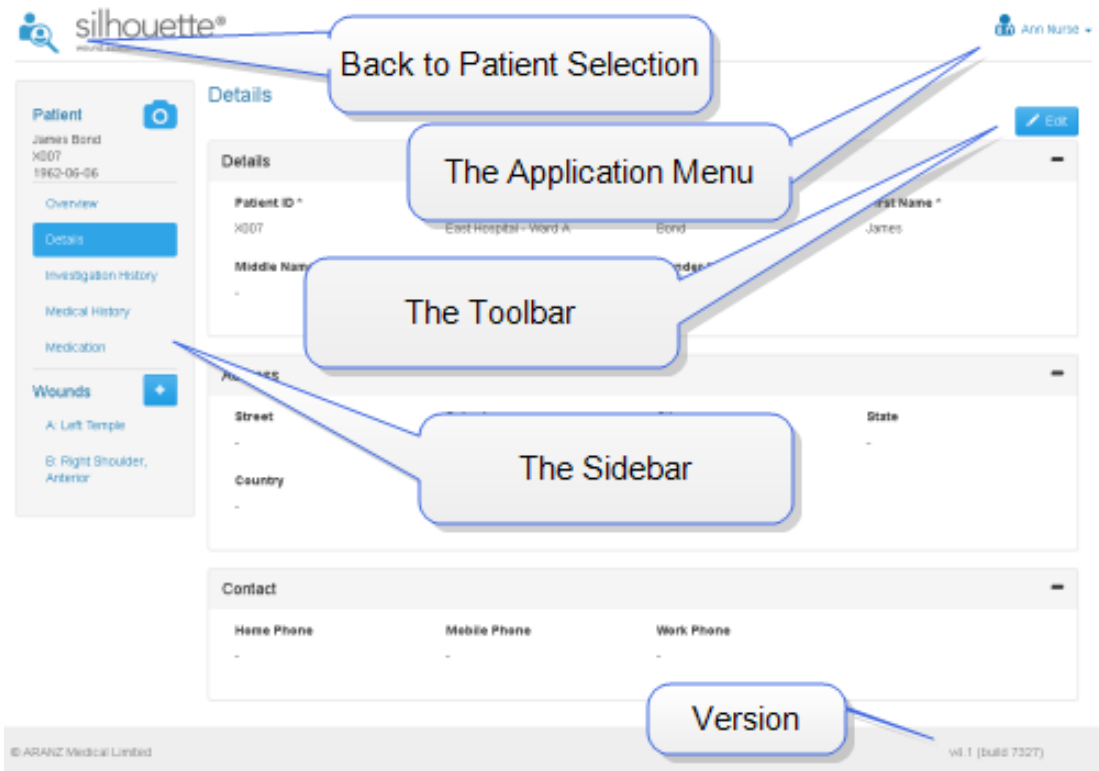 silhouette®
Ann Nurse
Back to Patient Selection
Patient
James Bond
X007
1962-06-06
Overview
Details
Investigation History
Medical History
Medication
Wounds
A: Left Temple
B: Right Shoulder,
Anterior
Details
Edit
The Application Menu
Details
Patient ID * First Name *
X007 East Hospital - Ward A Bond James
Middle Nam
-
The Toolbar
Street State
- -
The Sidebar
Country
-
Contact
Home Phone Mobile Phone Work Phone
- - -
Version
© ARANZ Medical Limited v4.1 (build 7327)